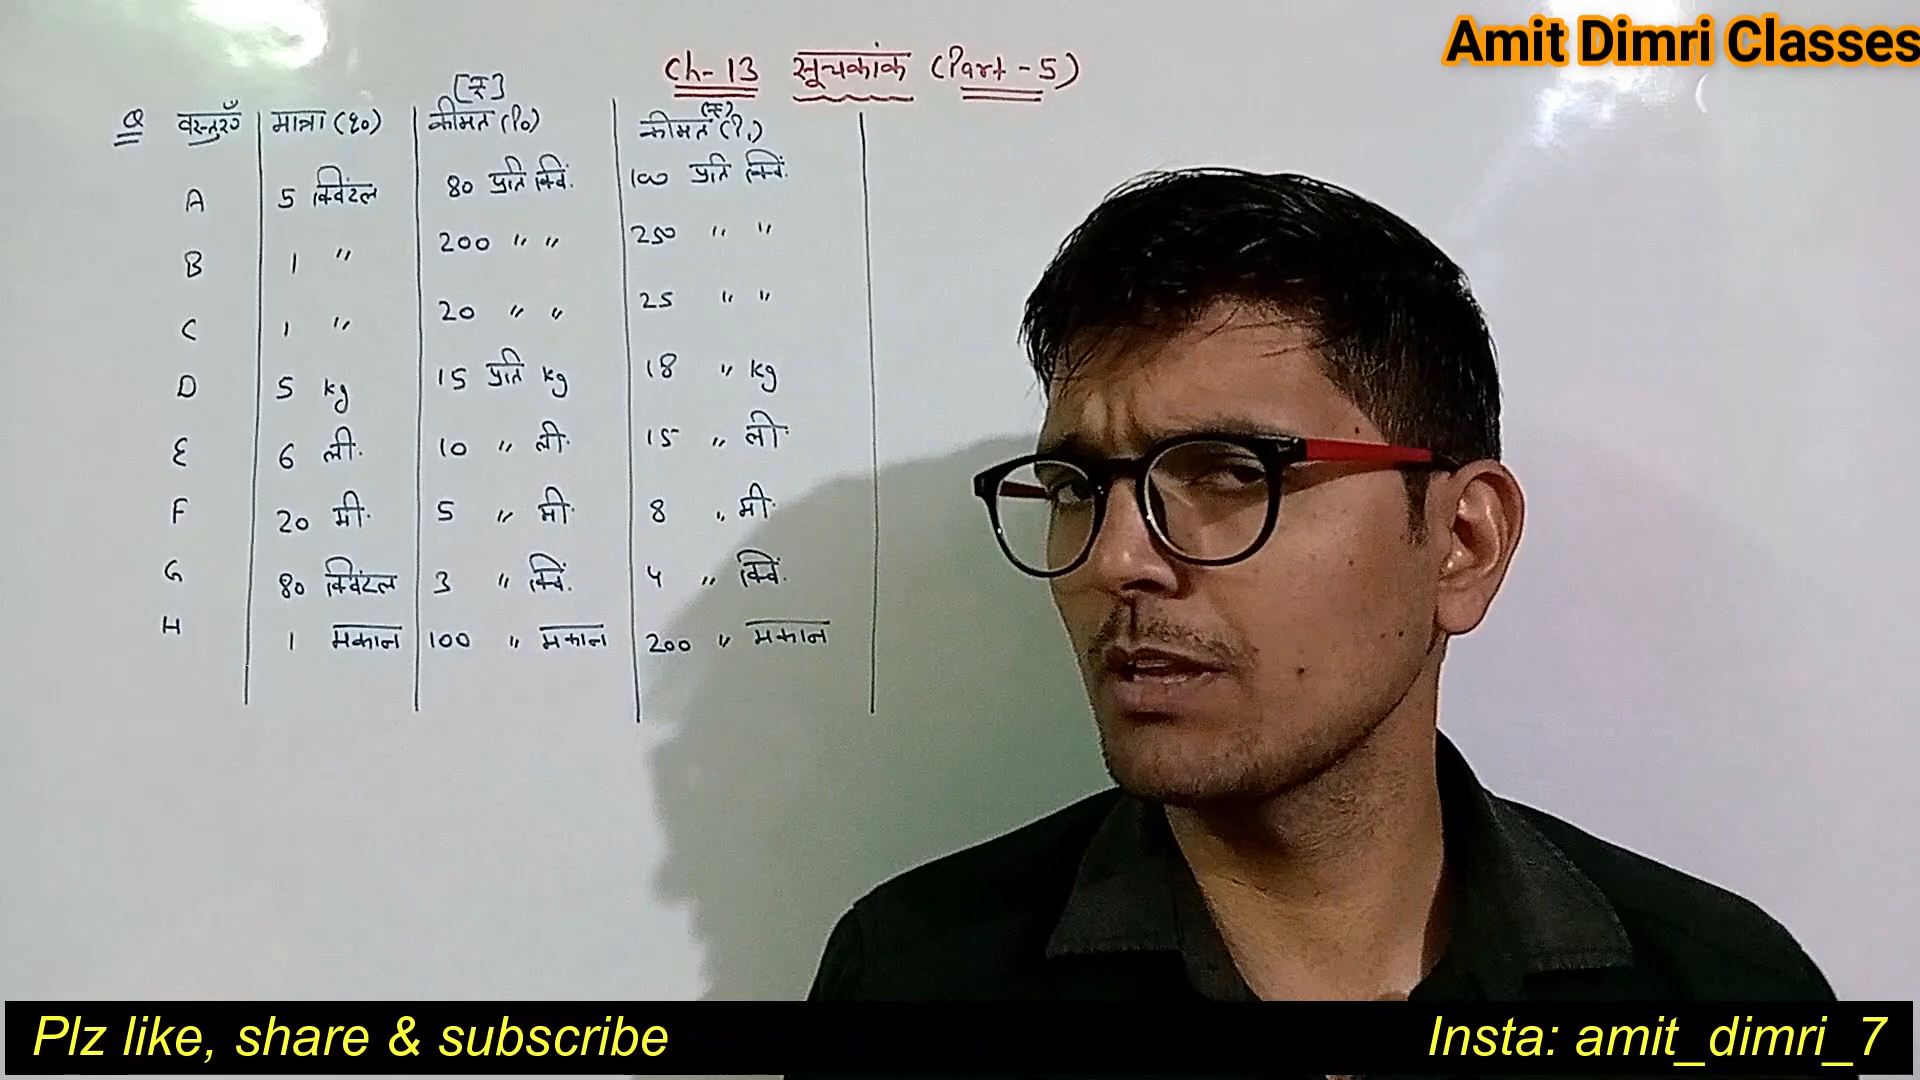 Amit Dimri Classes
Ch-13 सूचकांक (Part-5)
Q वस्तुएँ मात्रा (q0) कीमत (P0) [₹] कीमत (P1) (₹)
A 5 क्विंटल 80 प्रति क्विं. 100 प्रति क्विं.
B 1 " 200 " " 250 " "
C 1 " 20 " " 25 " "
D 5 kg 15 प्रति kg 18 " kg
E 6 ली. 10 " ली. 15 " ली.
F 20 मी. 5 " मी. 8 " मी.
G 80 क्विंटल 3 " क्विं. 4 " क्विं.
H 1 मकान 100 " मकान 200 " मकान
Plz like, share & subscribe
Insta: amit_dimri_7